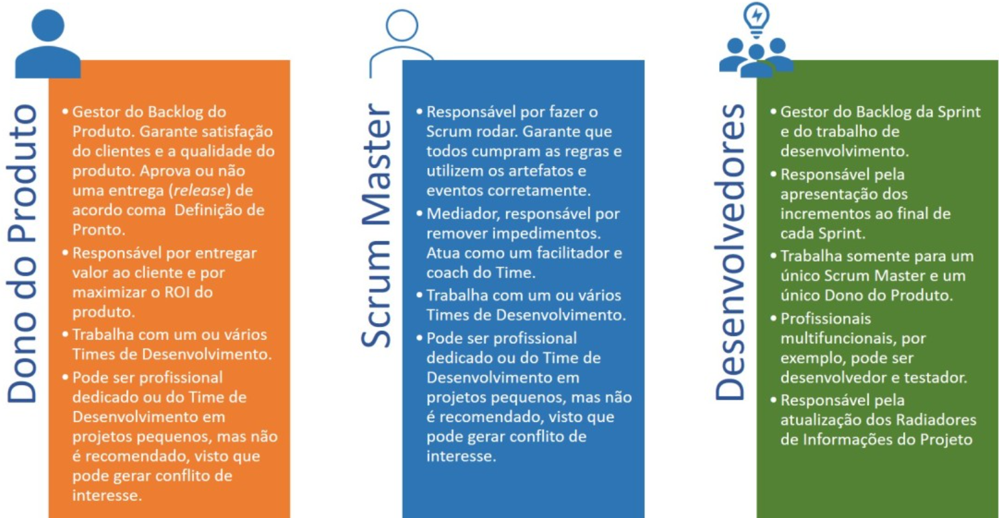 Dono do Produto
• Gestor do Backlog do
Produto. Garante satisfação
do clientes e a qualidade do
produto. Aprova ou não
uma entrega (release) de
acordo coma  Definição de
Pronto.
• Responsável por entregar
valor ao cliente e por
maximizar o ROI do
produto.
• Trabalha com um ou vários
Times de Desenvolvimento.
• Pode ser profissional
dedicado ou do Time de
Desenvolvimento em
projetos pequenos, mas não
é recomendado, visto que
pode gerar conflito de
interesse.
Scrum Master
• Responsável por fazer o
Scrum rodar. Garante que
todos cumpram as regras e
utilizem os artefatos e
eventos corretamente.
• Mediador, responsável por
remover impedimentos.
Atua como um facilitador e
coach do Time.
• Trabalha com um ou vários
Times de Desenvolvimento.
• Pode ser profissional
dedicado ou do Time de
Desenvolvimento em
projetos pequenos, mas não
é recomendado, visto que
pode gerar conflito de
interesse.
Desenvolvedores
• Gestor do Backlog da Sprint
e do trabalho de
desenvolvimento.
• Responsável pela
apresentação dos
incrementos ao final de
cada Sprint.
• Trabalha somente para um
único Scrum Master e um
único Dono do Produto.
• Profissionais
multifuncionais, por
exemplo, pode ser
desenvolvedor e testador.
• Responsável pela
atualização dos Radiadores
de Informações do Projeto